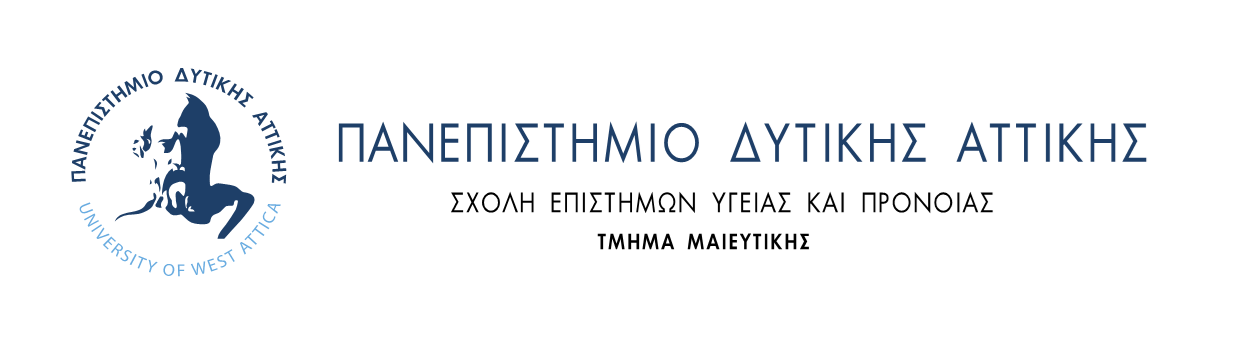 ΠΑΝΕΠΙΣΤΗΜΙΟ ΔΥΤΙΚΗΣ ΑΤΤΙΚΗΣ
UNIVERSITY OF WEST ATTICA
ΠΑΝΕΠΙΣΤΗΜΙΟ ΔΥΤΙΚΗΣ ΑΤΤΙΚΗΣ
ΣΧΟΛΗ ΕΠΙΣΤΗΜΩΝ ΥΓΕΙΑΣ ΚΑΙ ΠΡΟΝΟΙΑΣ
ΤΜΗΜΑ ΜΑΙΕΥΤΙΚΗΣ